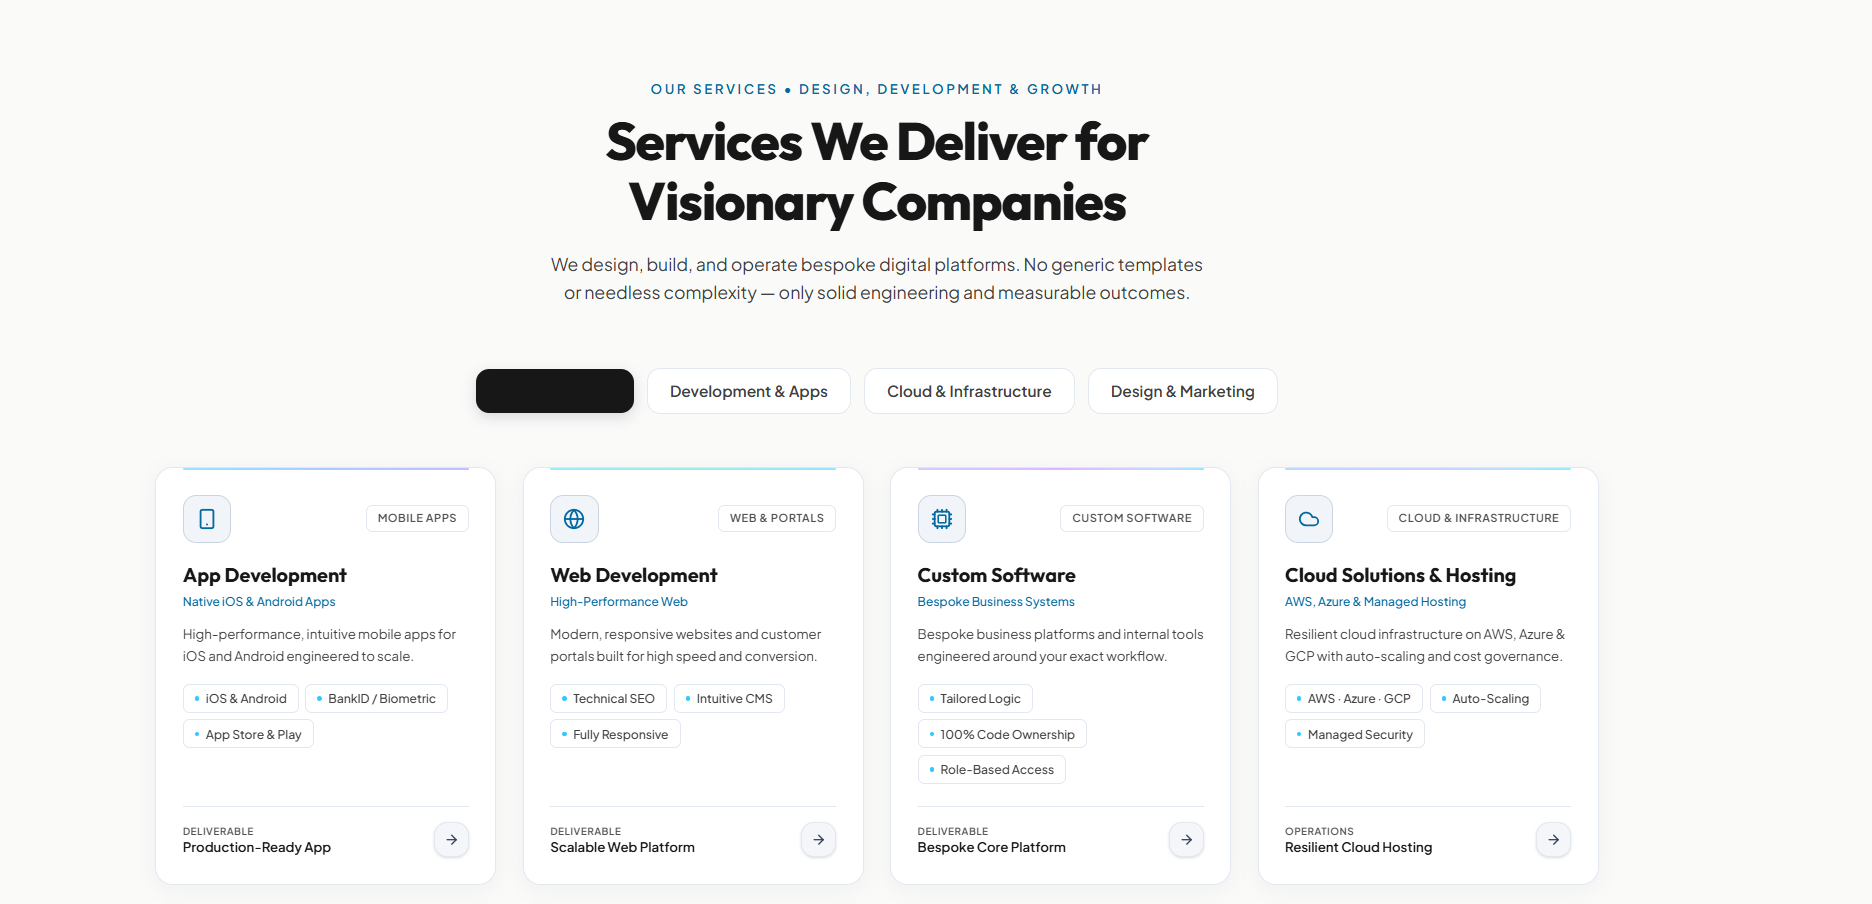 OUR SERVICES • DESIGN, DEVELOPMENT & GROWTH
Services We Deliver for
Visionary Companies
We design, build, and operate bespoke digital platforms. No generic templates
or needless complexity — only solid engineering and measurable outcomes.
Development & Apps
Cloud & Infrastructure
Design & Marketing
MOBILE APPS
App Development
Native iOS & Android Apps
High-performance, intuitive mobile apps for
iOS and Android engineered to scale.
• iOS & Android
• BankID / Biometric
• App Store & Play
DELIVERABLE
Production-Ready App
WEB & PORTALS
Web Development
High-Performance Web
Modern, responsive websites and customer
portals built for high speed and conversion.
• Technical SEO
• Intuitive CMS
• Fully Responsive
DELIVERABLE
Scalable Web Platform
CUSTOM SOFTWARE
Custom Software
Bespoke Business Systems
Bespoke business platforms and internal tools
engineered around your exact workflow.
• Tailored Logic
• 100% Code Ownership
• Role-Based Access
DELIVERABLE
Bespoke Core Platform
CLOUD & INFRASTRUCTURE
Cloud Solutions & Hosting
AWS, Azure & Managed Hosting
Resilient cloud infrastructure on AWS, Azure &
GCP with auto-scaling and cost governance.
• AWS · Azure · GCP
• Auto-Scaling
• Managed Security
OPERATIONS
Resilient Cloud Hosting